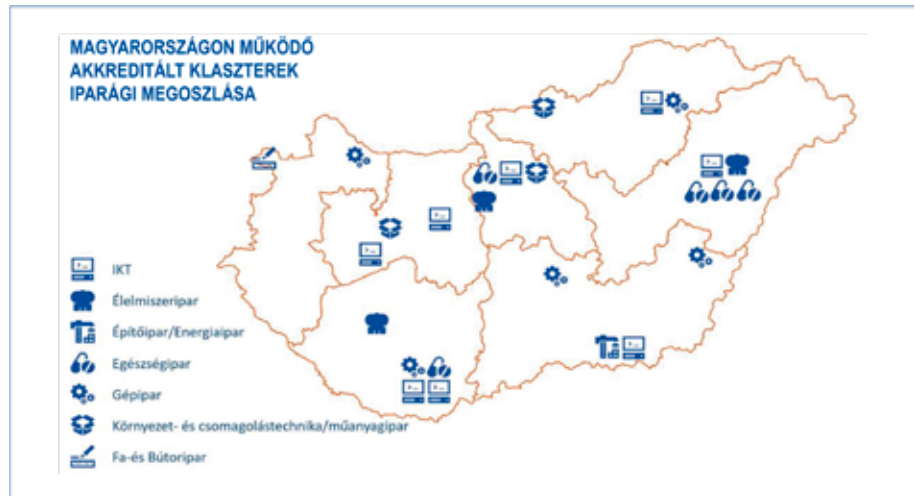 MAGYARORSZÁGON MŰKÖDŐ
AKKREDITÁLT KLASZTEREK
IPARÁGI MEGOSZLÁSA
IKT
Élelmiszeripar
Építőipar/Energiaipar
Egészségipar
Gépipar
Környezet- és csomagolástechnika/műanyagipar
Fa-és Bútoripar